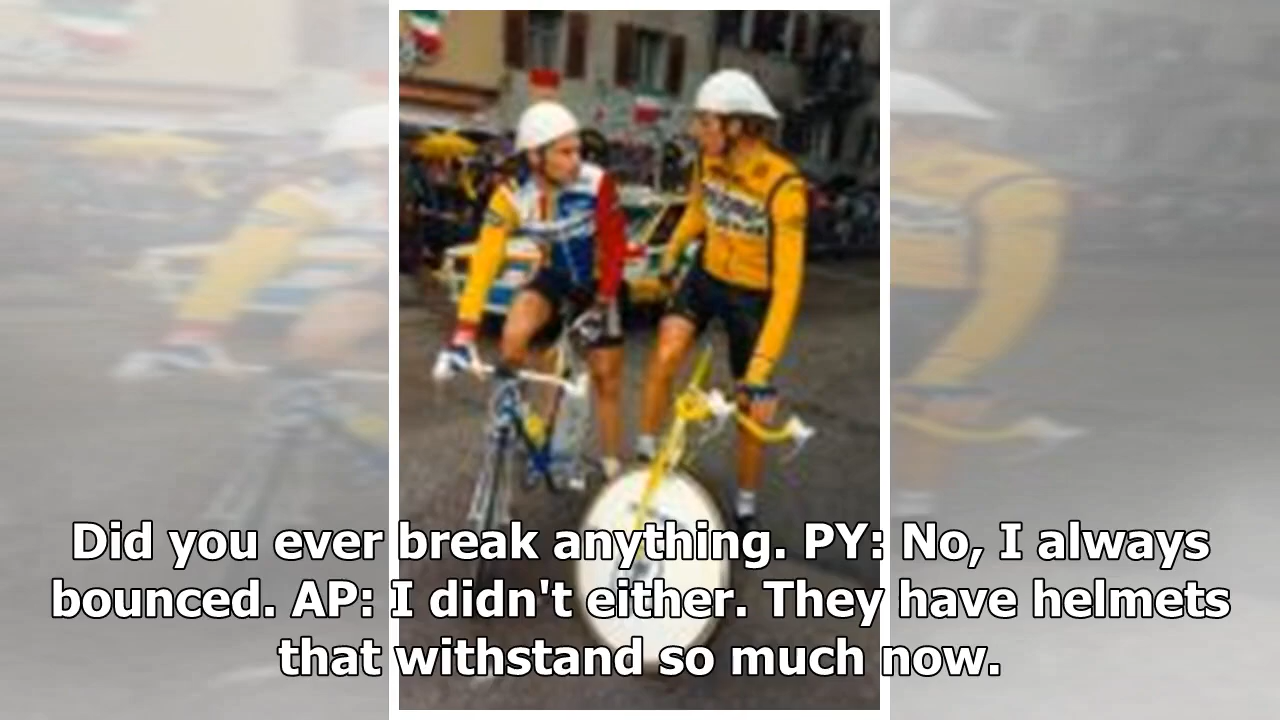 Did you ever break anything. PY: No, I always
bounced. AP: I didn't either. They have helmets
that withstand so much now.